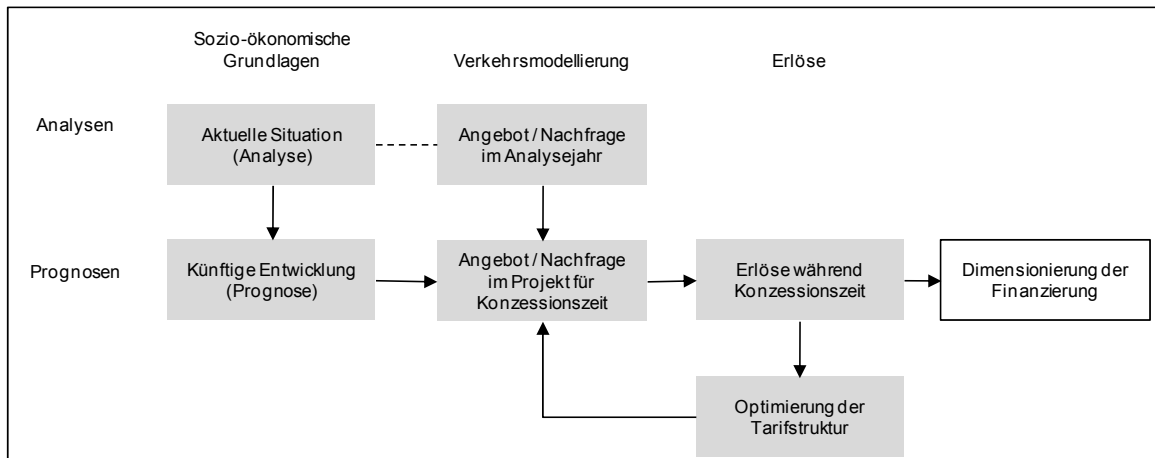 Sozio-ökonomische
Grundlagen
Verkehrsmodellierung
Erlöse
Analysen
Aktuelle Situation
(Analyse)
Angebot / Nachfrage
im Analysejahr
Prognosen
Künftige Entwicklung
(Prognose)
Angebot / Nachfrage
im Projekt für
Konzessionszeit
Erlöse während
Konzessionszeit
Dimensionierung der
Finanzierung
Optimierung der
Tarifstruktur